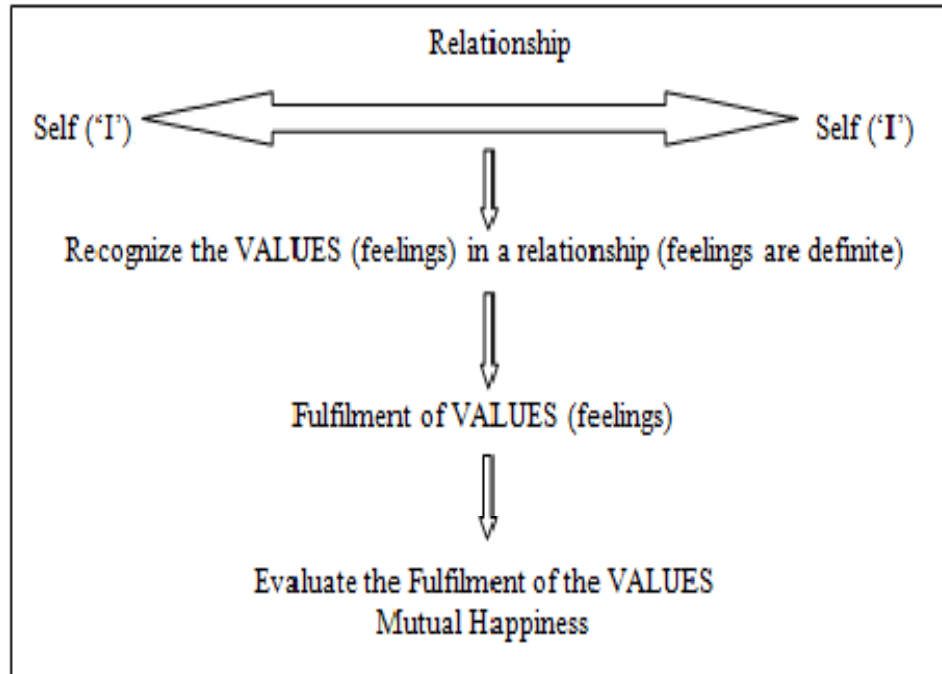 Relationship
Self (‘I’)
Self (‘I’)
Recognize the VALUES (feelings) in a relationship (feelings are definite)
Fulfilment of VALUES (feelings)
Evaluate the Fulfilment of the VALUES
Mutual Happiness